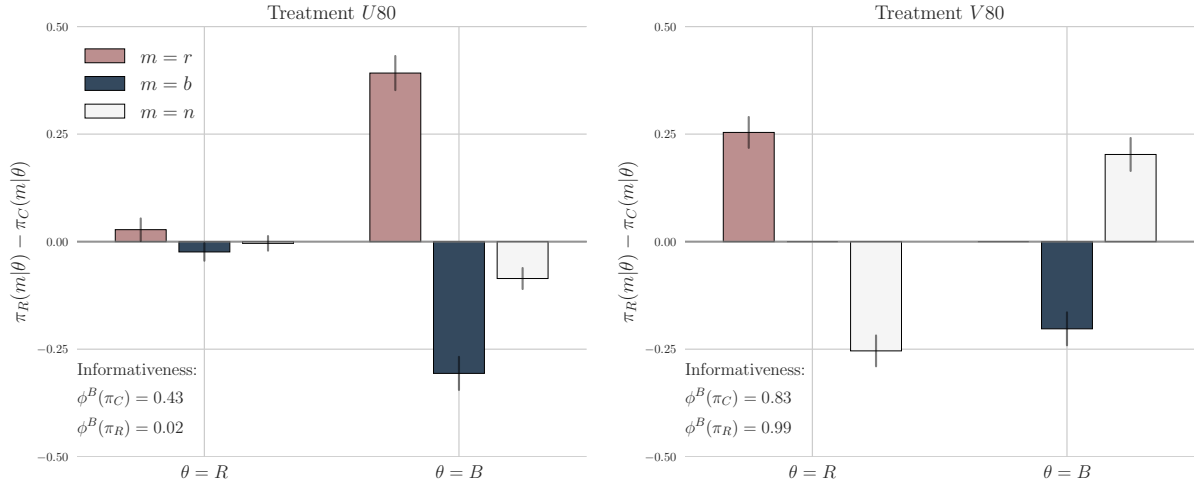 Treatment U80
0.50
0.25
0.00
−0.25
−0.50
π_R(m|θ) − π_C(m|θ)
m = r
m = b
m = n
Informativeness:
ϕ^B(π_C) = 0.43
ϕ^B(π_R) = 0.02
θ = R
θ = B
Treatment V80
0.50
0.25
0.00
−0.25
−0.50
π_R(m|θ) − π_C(m|θ)
Informativeness:
ϕ^B(π_C) = 0.83
ϕ^B(π_R) = 0.99
θ = R
θ = B